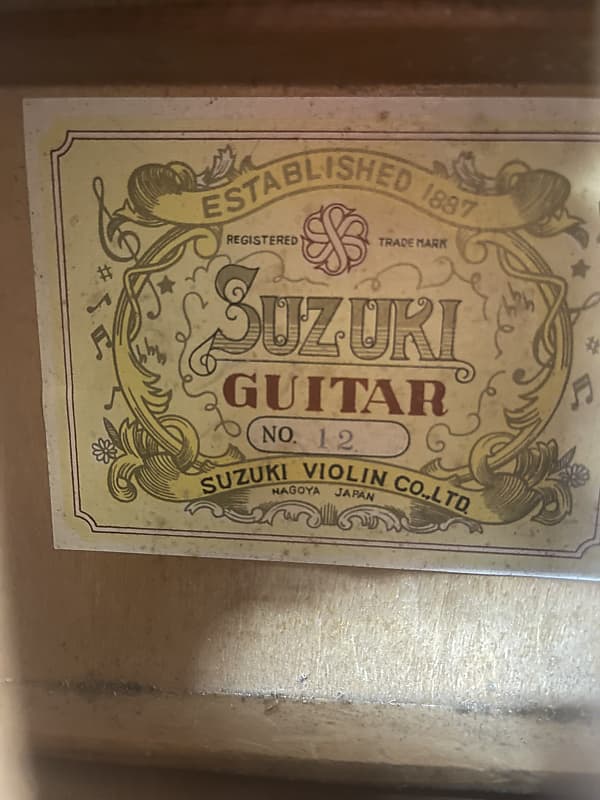 ESTABLISHED 1887
REGISTERED TRADE MARK
SUZUKI
GUITAR
NO. 12
SUZUKI VIOLIN CO.,LTD.
NAGOYA JAPAN